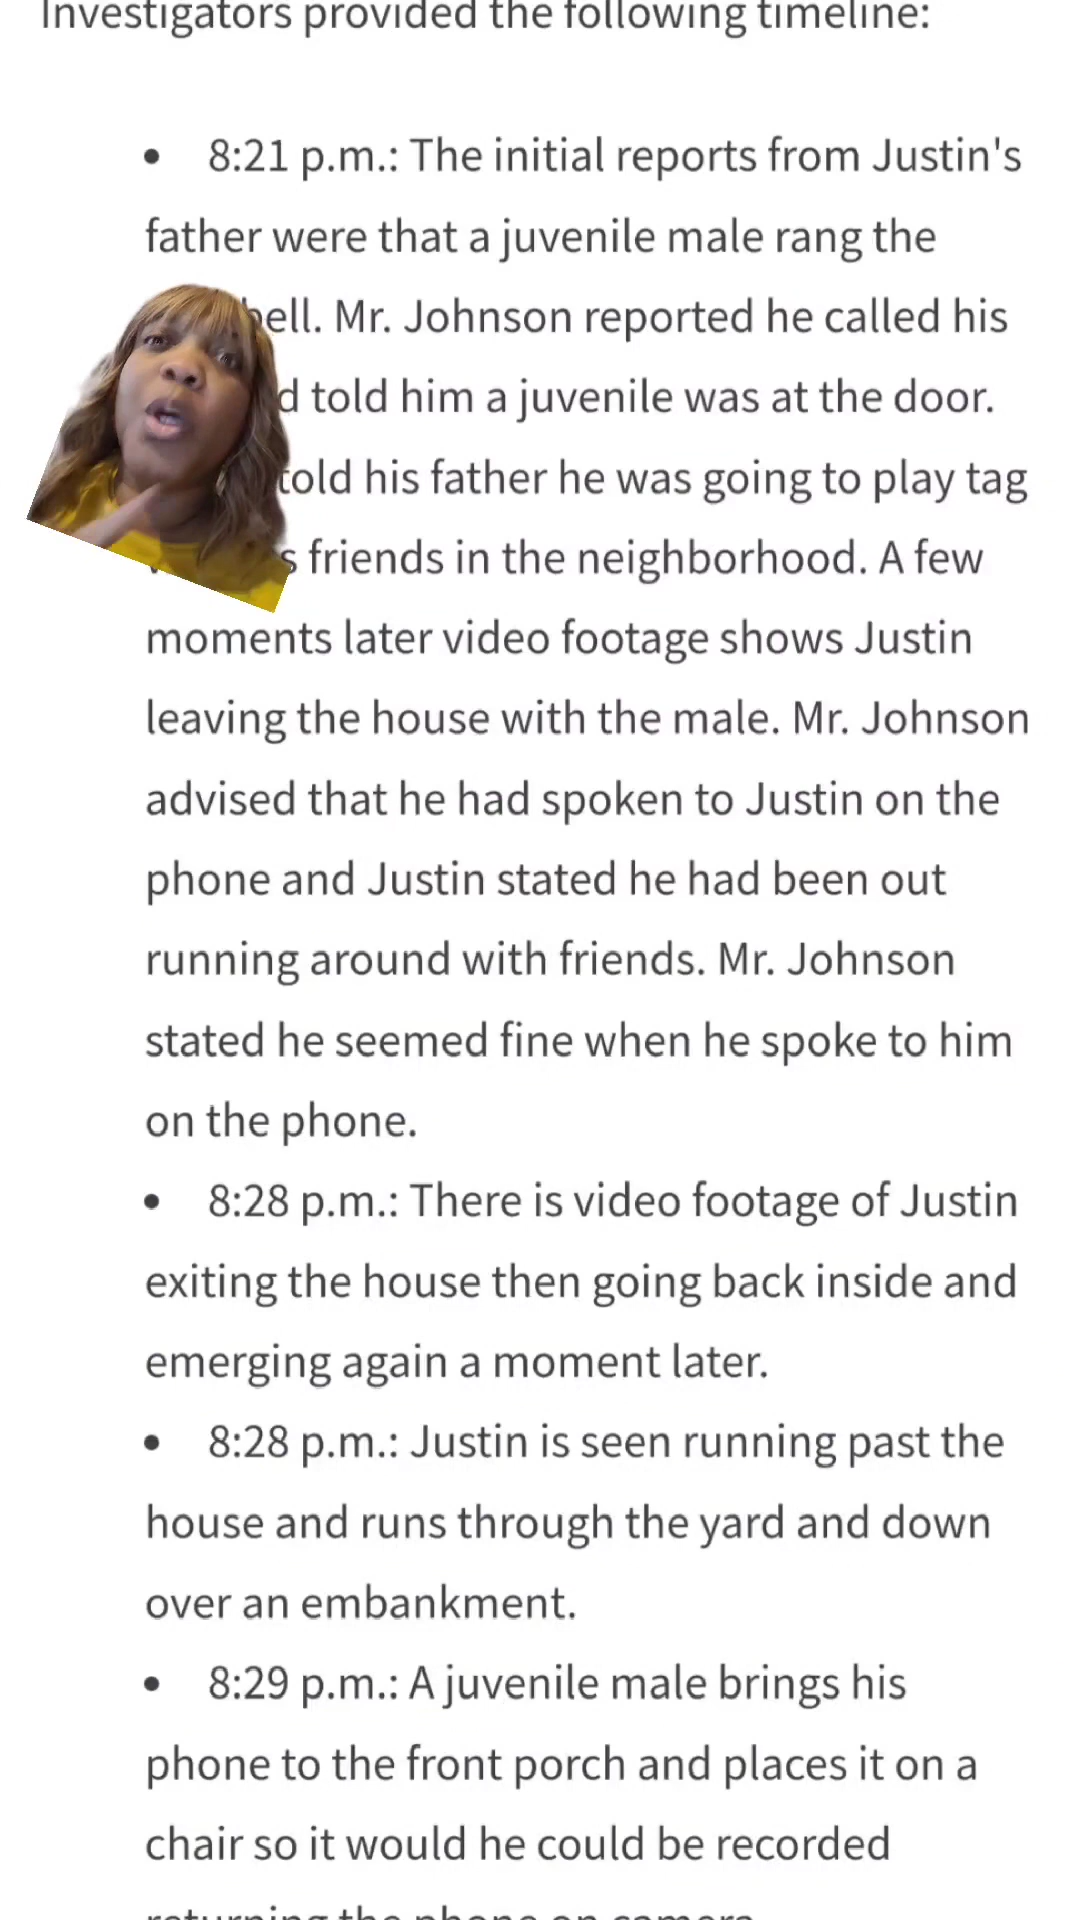 Investigators provided the following timeline:
• 8:21 p.m.: The initial reports from Justin's
father were that a juvenile male rang the
ell. Mr. Johnson reported he called his
d told him a juvenile was at the door.
told his father he was going to play tag
s friends in the neighborhood. A few
moments later video footage shows Justin
leaving the house with the male. Mr. Johnson
advised that he had spoken to Justin on the
phone and Justin stated he had been out
running around with friends. Mr. Johnson
stated he seemed fine when he spoke to him
on the phone.
• 8:28 p.m.: There is video footage of Justin
exiting the house then going back inside and
emerging again a moment later.
• 8:28 p.m.: Justin is seen running past the
house and runs through the yard and down
over an embankment.
• 8:29 p.m.: A juvenile male brings his
phone to the front porch and places it on a
chair so it would he could be recorded
returning the phone on camera.